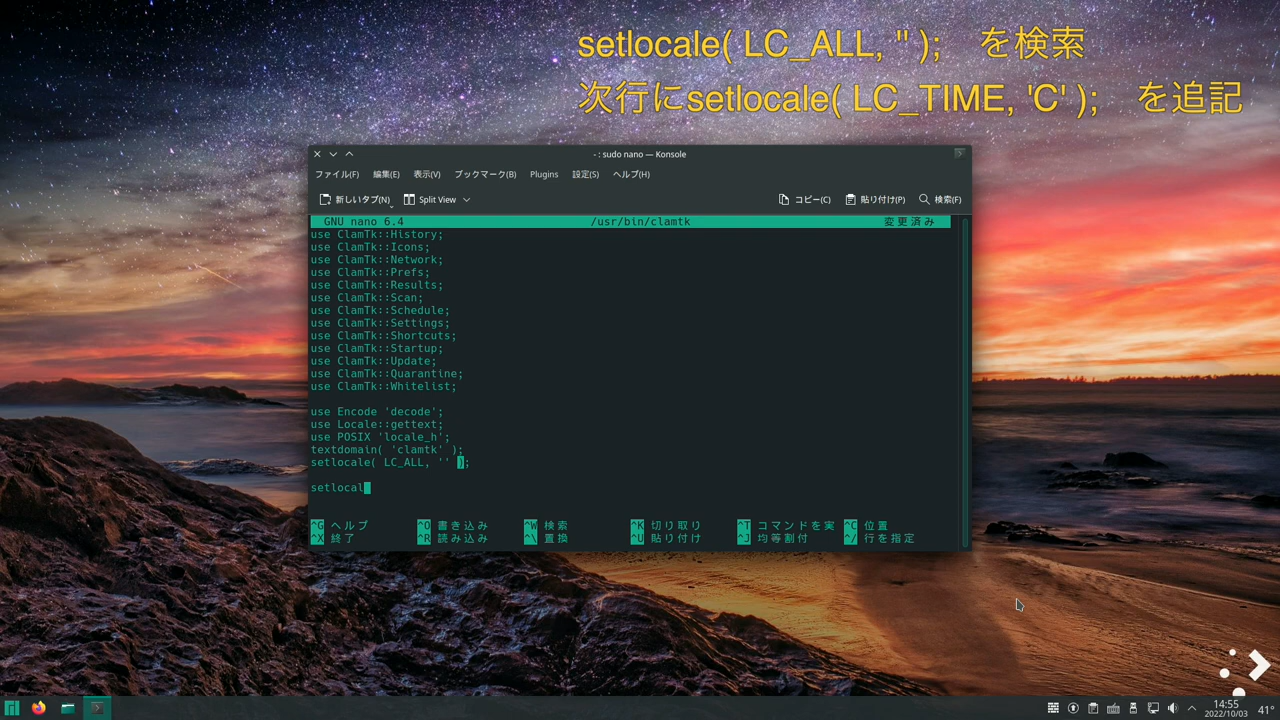 setlocale( LC_ALL, '' );　を検索
次行にsetlocale( LC_TIME, 'C' );　を追記
- : sudo nano — Konsole
ファイル(F) 編集(E) 表示(V) ブックマーク(B) Plugins 設定(S) ヘルプ(H)
新しいタブ(N) Split View コピー(C) 貼り付け(P) 検索(F)
GNU nano 6.4 /usr/bin/clamtk 変更済み
use ClamTk::History;
use ClamTk::Icons;
use ClamTk::Network;
use ClamTk::Prefs;
use ClamTk::Results;
use ClamTk::Scan;
use ClamTk::Schedule;
use ClamTk::Settings;
use ClamTk::Shortcuts;
use ClamTk::Startup;
use ClamTk::Update;
use ClamTk::Quarantine;
use ClamTk::Whitelist;
use Encode 'decode';
use Locale::gettext;
use POSIX 'locale_h';
textdomain( 'clamtk' );
setlocale( LC_ALL, '' );
setlocal
^G ヘルプ ^O 書き込み ^W 検索 ^K 切り取り ^T コマンドを実 ^C 位置
^X 終了 ^R 読み込み ^\ 置換 ^U 貼り付け ^J 均等割付 ^/ 行を指定
14:55
2022/10/03
41°